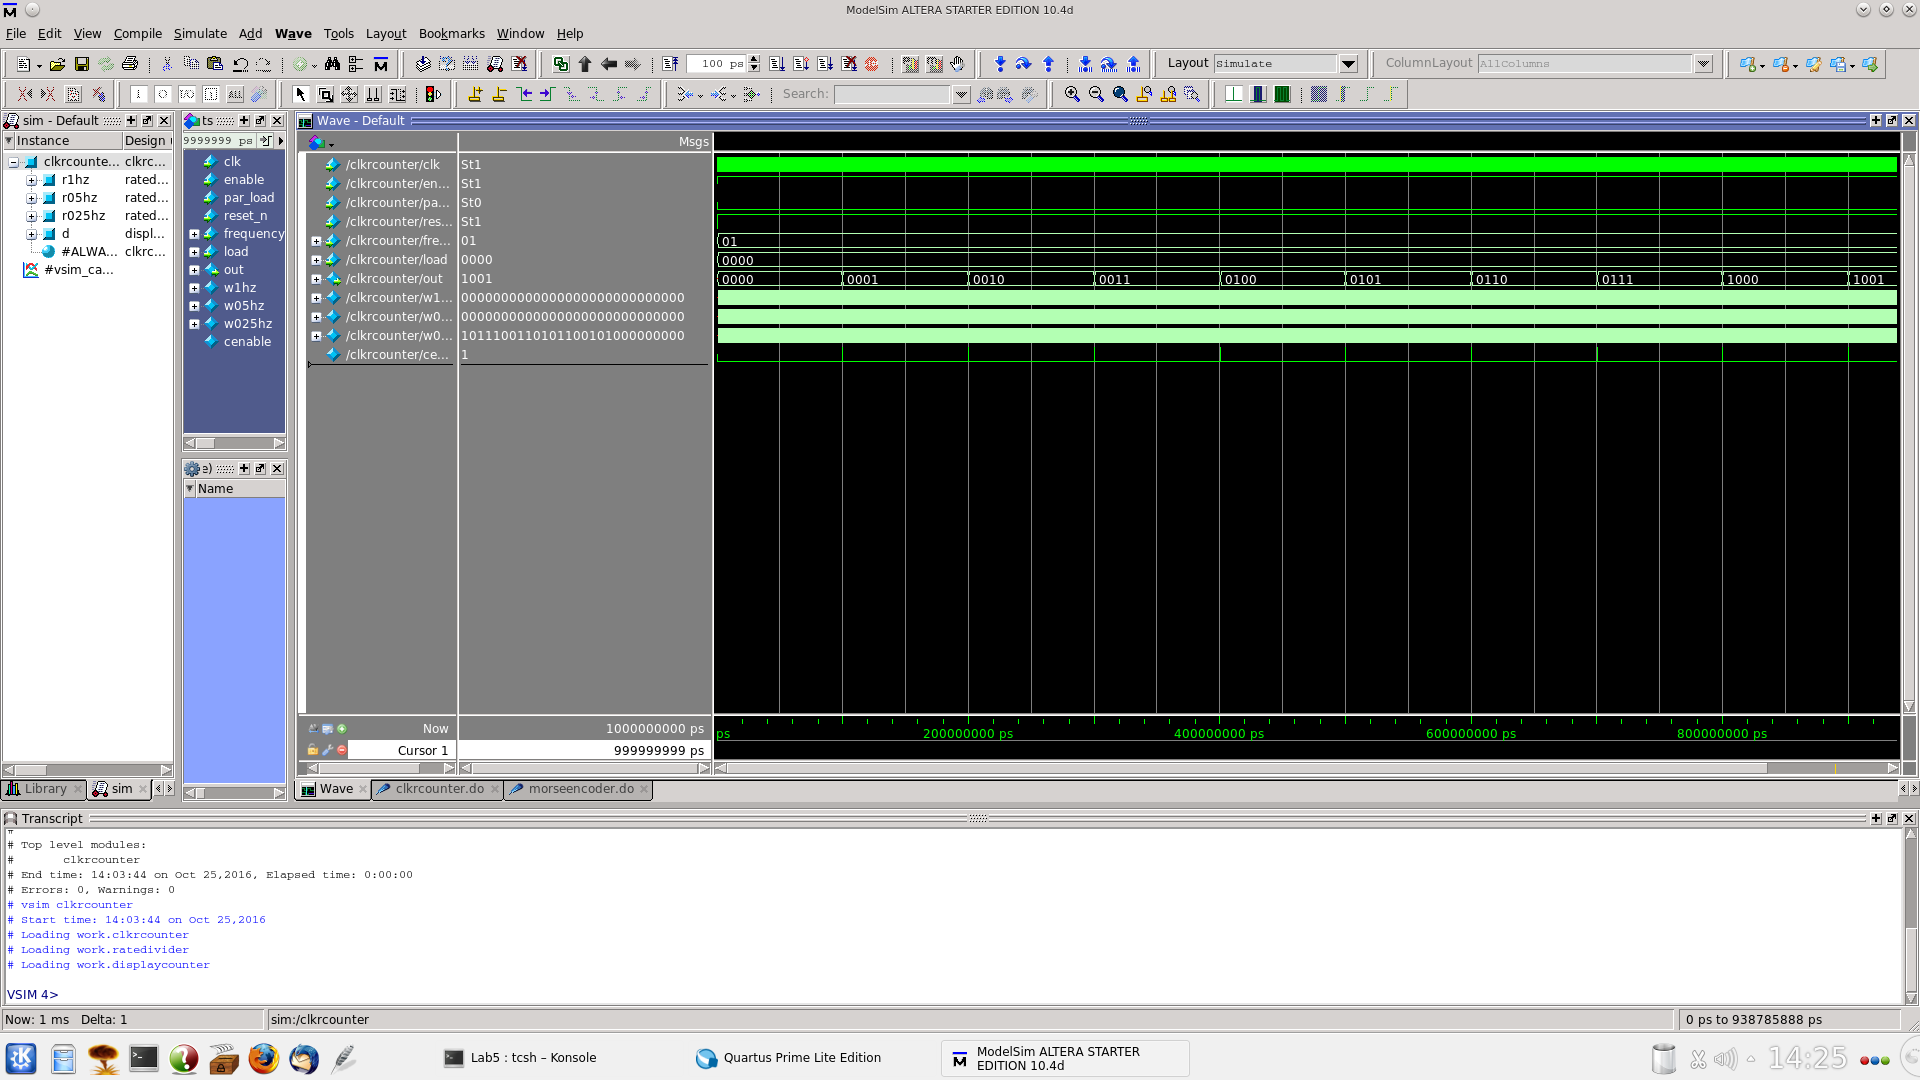 ModelSim ALTERA STARTER EDITION 10.4d
File Edit View Compile Simulate Add Wave Tools Layout Bookmarks Window Help
100 ps
Layout Simulate
ColumnLayout AllColumns
Search:
sim - Default
Instance Design
clkrcounte... clkrc...
r1hz rated...
r05hz rated...
r025hz rated...
d displ...
#ALWA... clkrc...
#vsim_ca...
Library
sim
ts
9999999 ps
clk
enable
par_load
reset_n
frequency
load
out
w1hz
w05hz
w025hz
cenable
e)
Name
Wave - Default
Msgs
/clkrcounter/clk St1
/clkrcounter/en... St1
/clkrcounter/pa... St0
/clkrcounter/res... St1
/clkrcounter/fre... 01 01
/clkrcounter/load 0000 0000
/clkrcounter/out 1001 0000 0001 0010 0011 0100 0101 0110 0111 1000 1001
/clkrcounter/w1... 0000000000000000000000000000
/clkrcounter/w0... 0000000000000000000000000000
/clkrcounter/w0... 1011100110101100101000000000
/clkrcounter/ce... 1
Now 1000000000 ps
ps 200000000 ps 400000000 ps 600000000 ps 800000000 ps
Cursor 1 999999999 ps
Wave clkrcounter.do morseencoder.do
Transcript
# Top level modules:
# clkrcounter
# End time: 14:03:44 on Oct 25,2016, Elapsed time: 0:00:00
# Errors: 0, Warnings: 0
# vsim clkrcounter
# Start time: 14:03:44 on Oct 25,2016
# Loading work.clkrcounter
# Loading work.ratedivider
# Loading work.displaycounter
VSIM 4>
Now: 1 ms Delta: 1
sim:/clkrcounter
0 ps to 938785888 ps
Lab5 : tcsh – Konsole
Quartus Prime Lite Edition
ModelSim ALTERA STARTER
EDITION 10.4d
14:25